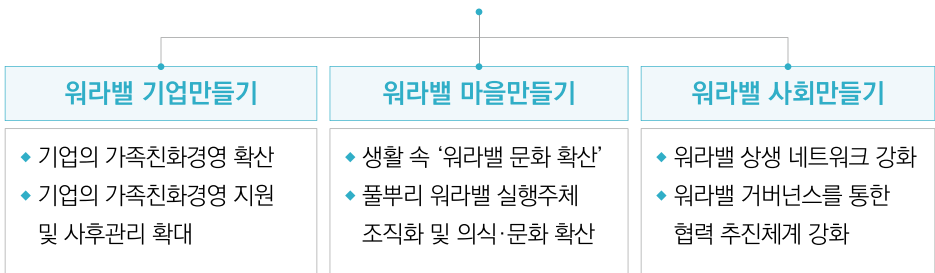 워라밸 기업만들기
◆ 기업의 가족친화경영 확산
◆ 기업의 가족친화경영 지원
및 사후관리 확대
워라밸 마을만들기
◆ 생활 속 ‘워라밸 문화 확산’
◆ 풀뿌리 워라밸 실행주체
조직화 및 의식·문화 확산
워라밸 사회만들기
◆ 워라밸 상생 네트워크 강화
◆ 워라밸 거버넌스를 통한
협력 추진체계 강화